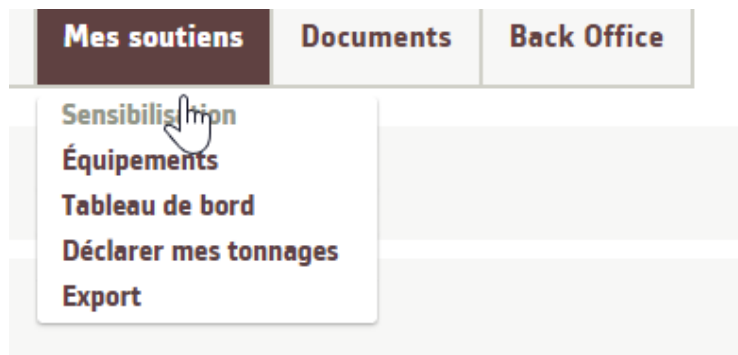 Mes soutiens
Documents
Back Office
Sensibilisation
Équipements
Tableau de bord
Déclarer mes tonnages
Export